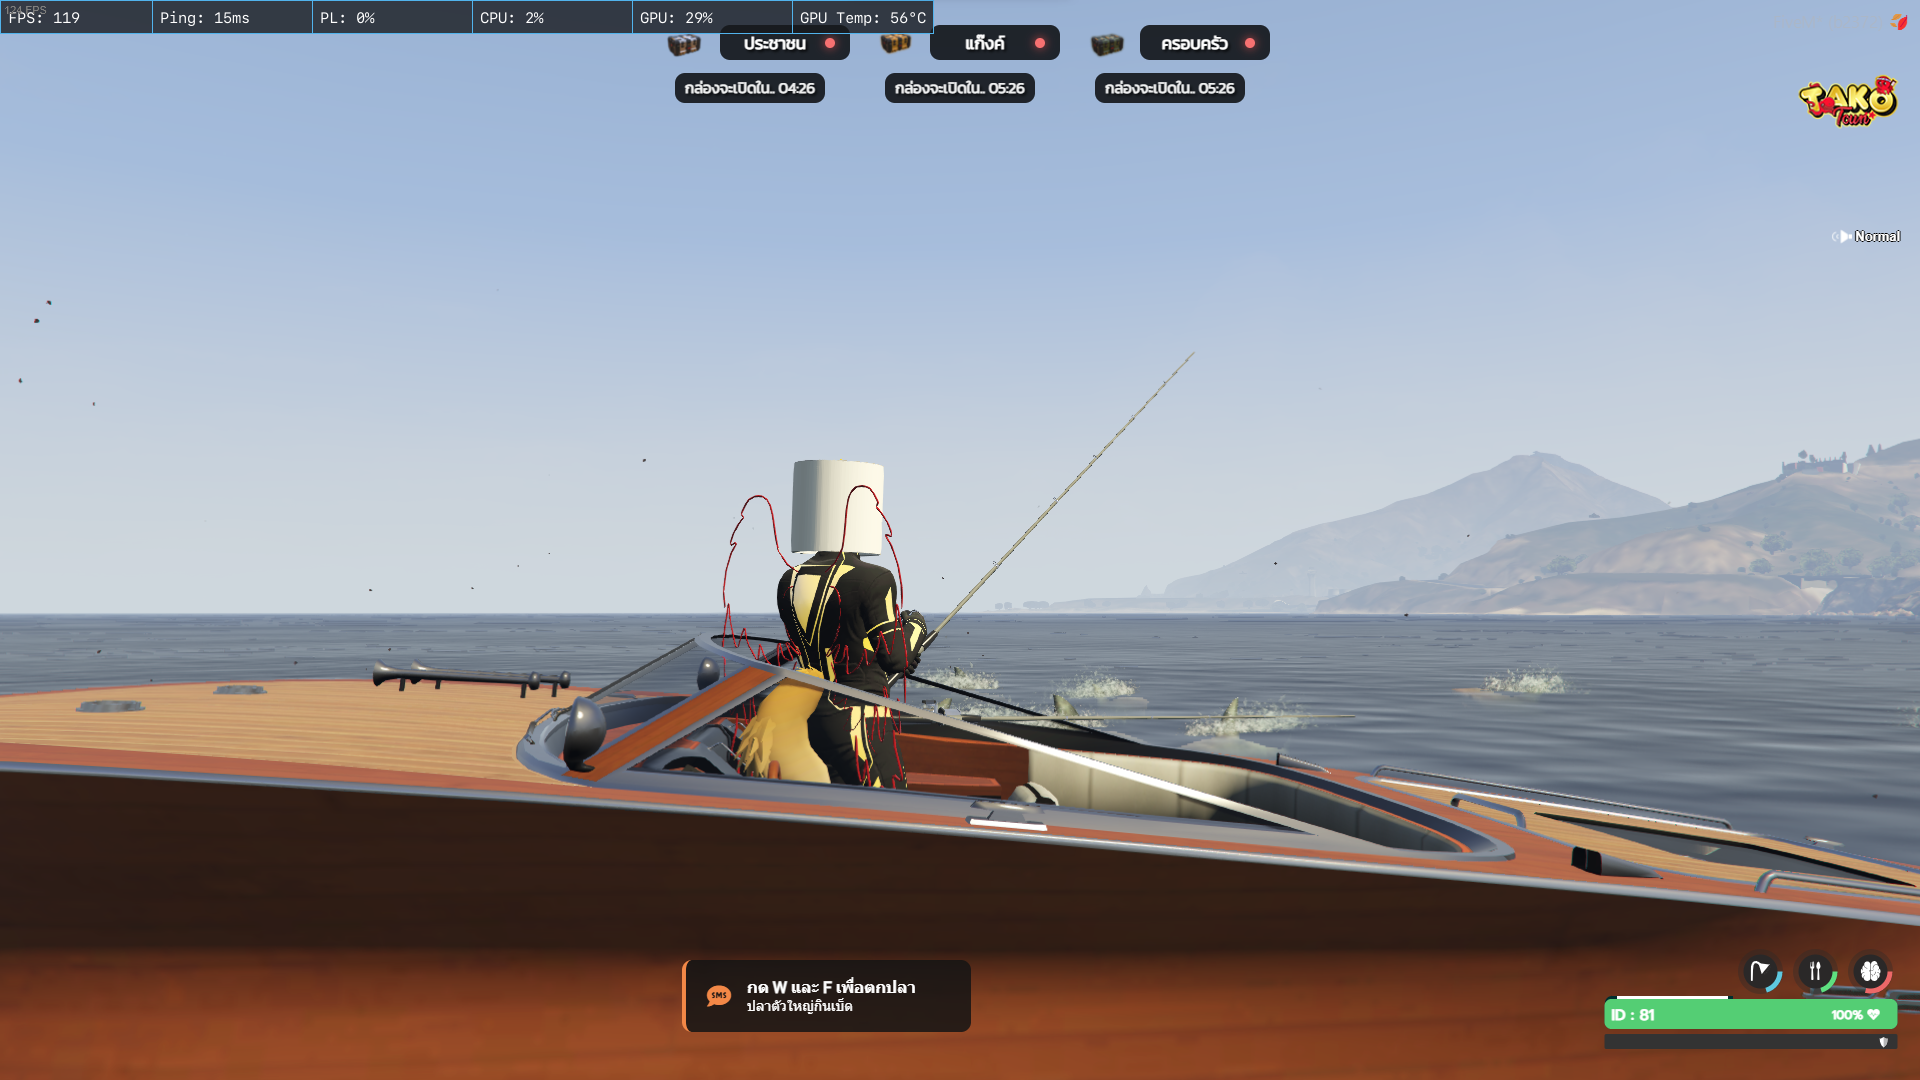 124 FPS
FPS: 119 Ping: 15ms PL: 0% CPU: 2% GPU: 29% GPU Temp: 56°C
ประชาชน แก๊งค์ ครอบครัว
กล่องจะเปิดใน.. 04:26 กล่องจะเปิดใน.. 05:26 กล่องจะเปิดใน.. 05:26
TAKO
Town
Normal
SMS
กด W และ F เพื่อตกปลา
ปลาตัวใหญ่กินเบ็ด
ID : 81 100%